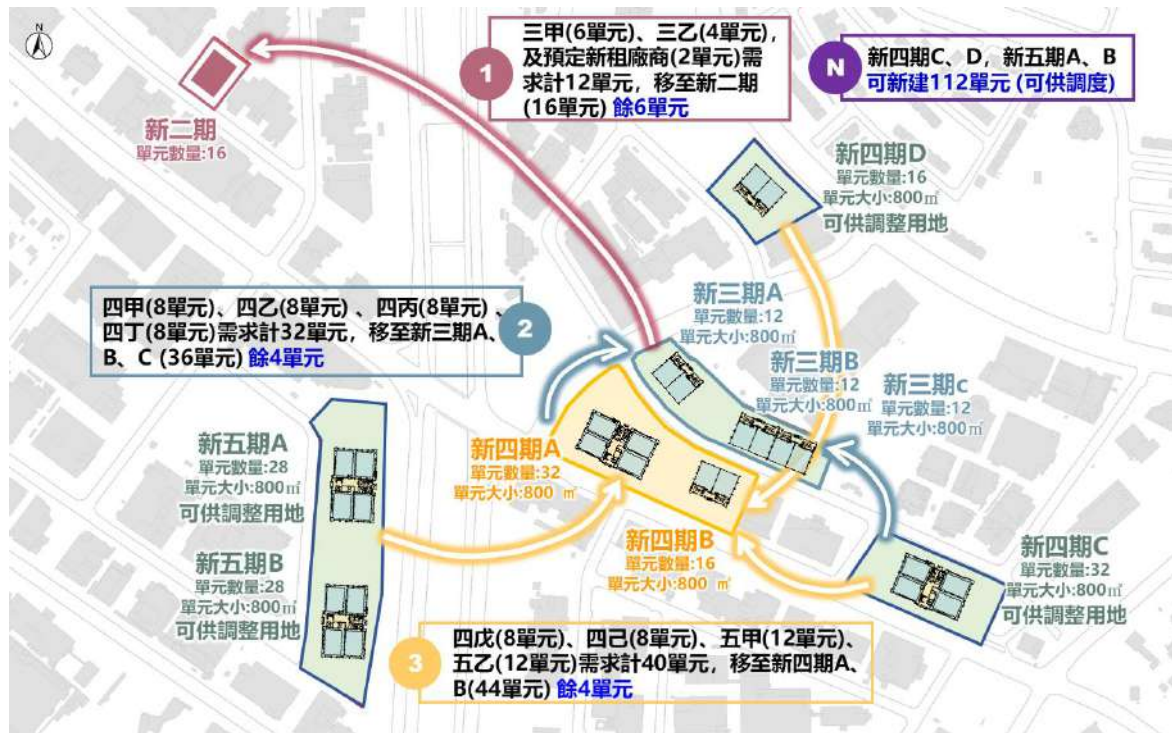 N
1
三甲(6單元)、三乙(4單元),
及預定新租廠商(2單元)需
求計12單元, 移至新二期
(16單元) 餘6單元
N
新四期C、D, 新五期A、B
可新建112單元 (可供調度)
新二期
單元數量:16
新四期D
單元數量:16
單元大小:800㎡
可供調整用地
2
四甲(8單元)、四乙(8單元) 、四丙(8單元) 、
四丁(8單元)需求計32單元, 移至新三期A、
B、C (36單元) 餘4單元
新三期A
單元數量:12
單元大小:800㎡
新三期B
單元數量:12
單元大小:800㎡
新三期c
單元數量:12
單元大小:800㎡
新五期A
單元數量:28
單元大小:800㎡
可供調整用地
新四期A
單元數量:32
單元大小:800 ㎡
新五期B
單元數量:28
單元大小:800㎡
可供調整用地
新四期B
單元數量:16
單元大小:800 ㎡
新四期C
單元數量:32
單元大小:800㎡
可供調整用地
3
四戊(8單元)、四己(8單元)、五甲(12單元)、
五乙(12單元)需求計40單元, 移至新四期A、
B(44單元) 餘4單元